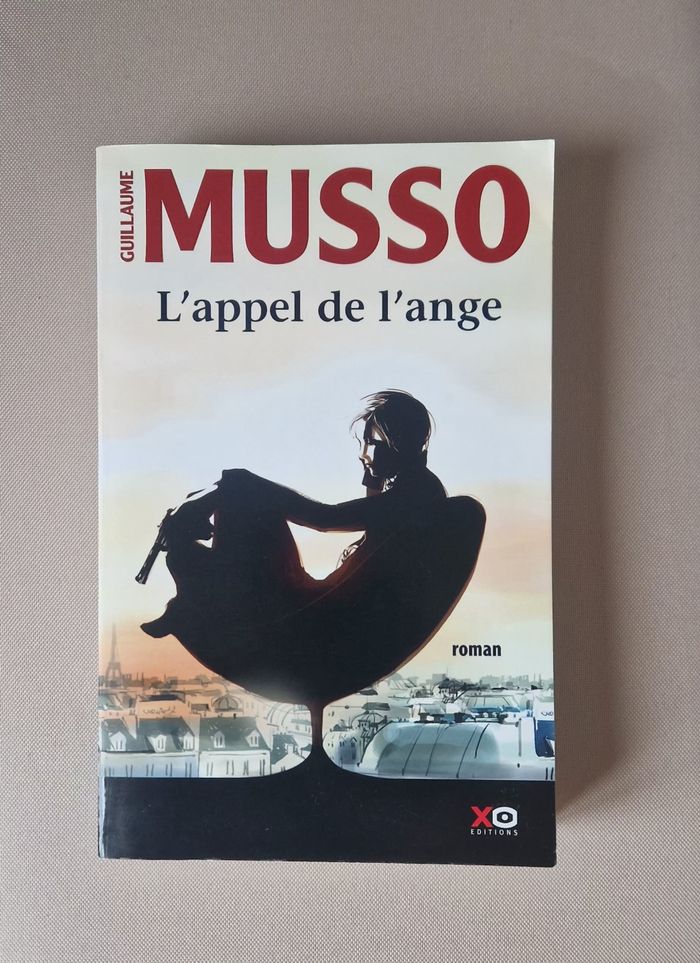 GUILLAUME
MUSSO
L'appel de l'ange
roman
XO
EDITIONS